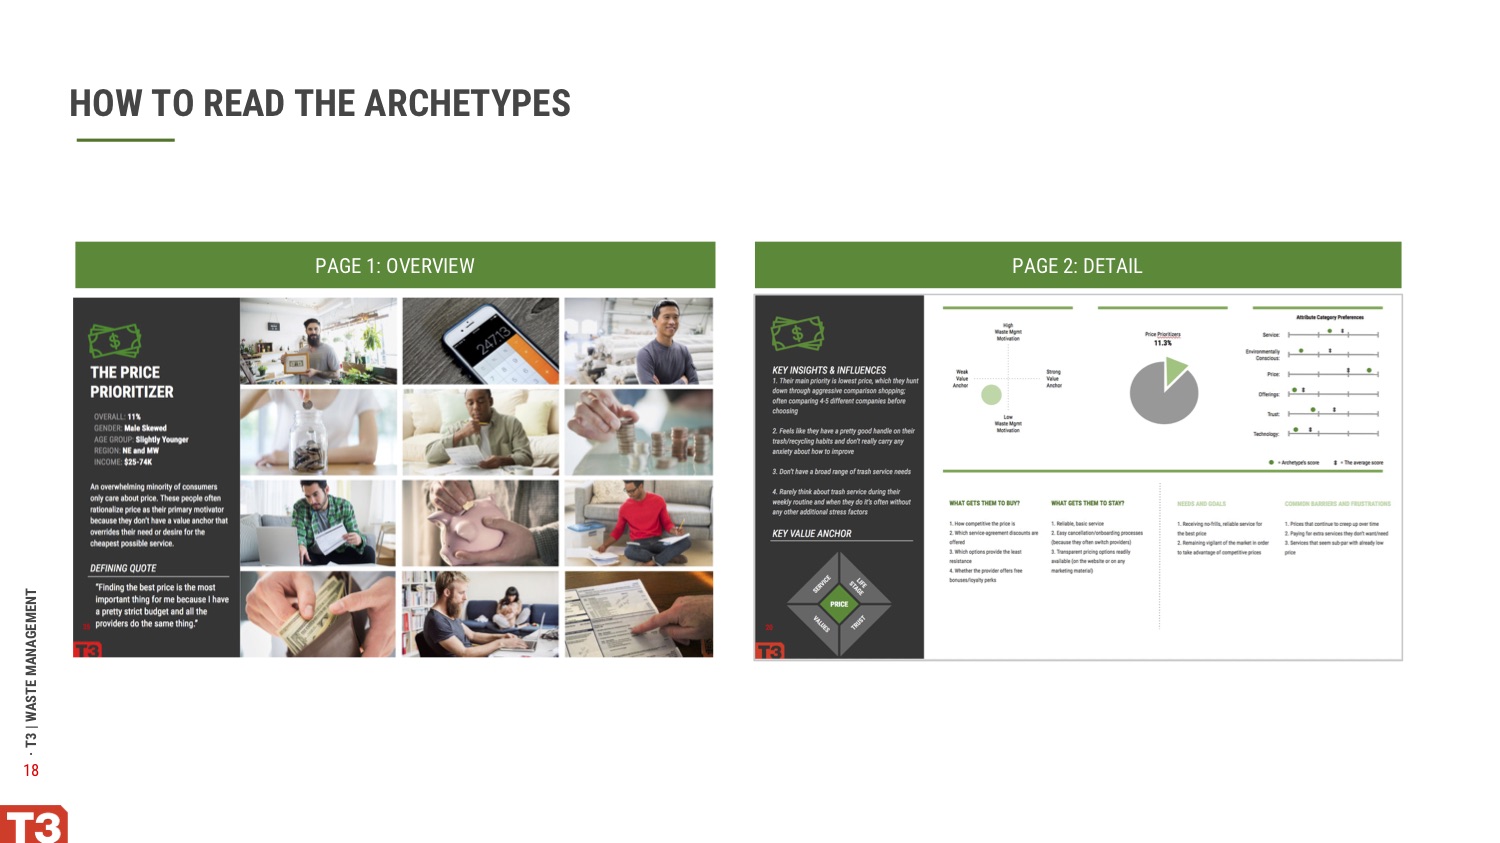 HOW TO READ THE ARCHETYPES
PAGE 1: OVERVIEW
THE PRICE
PRIORITIZER
OVERALL: 11%
GENDER: Male Skewed
AGE GROUP: Slightly Younger
REGION: NE and MW
INCOME: $25-74K
An overwhelming minority of consumers
only care about price. These people often
rationalize price as their primary motivator
because they don't have a value anchor that
overrides their need or desire for the
cheapest possible service.
DEFINING QUOTE
"Finding the best price is the most
important thing for me because I have
a pretty strict budget and all the
providers do the same thing."
T3
PAGE 2: DETAIL
KEY INSIGHTS & INFLUENCES
1. Their main priority is lowest price, which they hunt
down through aggressive comparison shopping;
often comparing 4-5 different companies before
choosing
2. Feels like they have a pretty good handle on their
trash/recycling habits and don't really carry any
anxiety about how to improve
3. Don't have a broad range of trash service needs
4. Rarely think about trash service during their
weekly routine and when they do it's often without
any other additional stress factors
KEY VALUE ANCHOR
SERVICE
LIFE
STAGE
PRICE
VALUES
TRUST
T3
High
Waste Mgmt
Motivation
Weak
Value
Anchor
Strong
Value
Anchor
Low
Waste Mgmt
Motivation
Price Prioritizers
11.3%
Attribute Category Preferences
Service:
Environmentally
Conscious:
Price:
Offerings:
Trust:
Technology:
= Archetype's score
= The average score
WHAT GETS THEM TO BUY?
1. How competitive the price is
2. Which service-agreement discounts are
offered
3. Which options provide the least
resistance
4. Whether the provider offers free
bonuses/loyalty perks
WHAT GETS THEM TO STAY?
1. Reliable, basic service
2. Easy cancellation/onboarding processes
(because they often switch providers)
3. Transparent pricing options readily
available (on the website or on any
marketing material)
NEEDS AND GOALS
1. Receiving no-frills, reliable service for
the best price
2. Remaining vigilant of the market in order
to take advantage of competitive prices
COMMON BARRIERS AND FRUSTRATIONS
1. Prices that continue to creep up over time
2. Paying for extra services they don't want/need
3. Services that seem sub-par with already low
price
· T3 | WASTE MANAGEMENT
18
T3